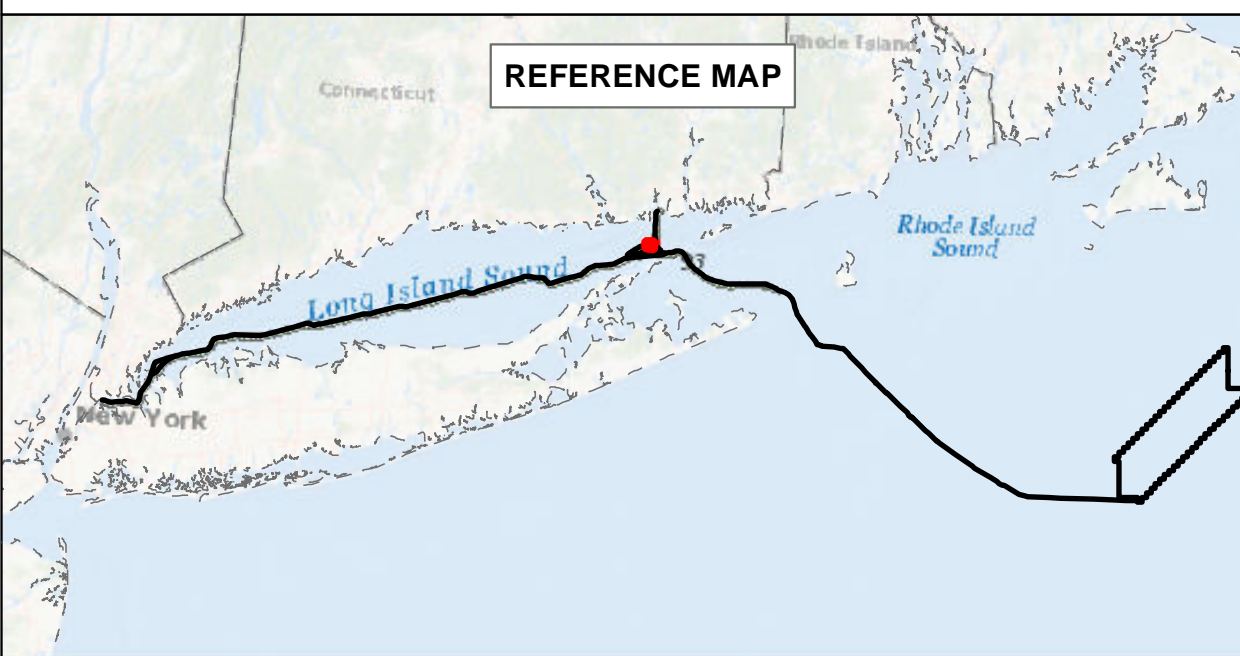 Rhode Island
REFERENCE MAP
Connecticut
Rhode Island
Sound
Long Island Sound
New York